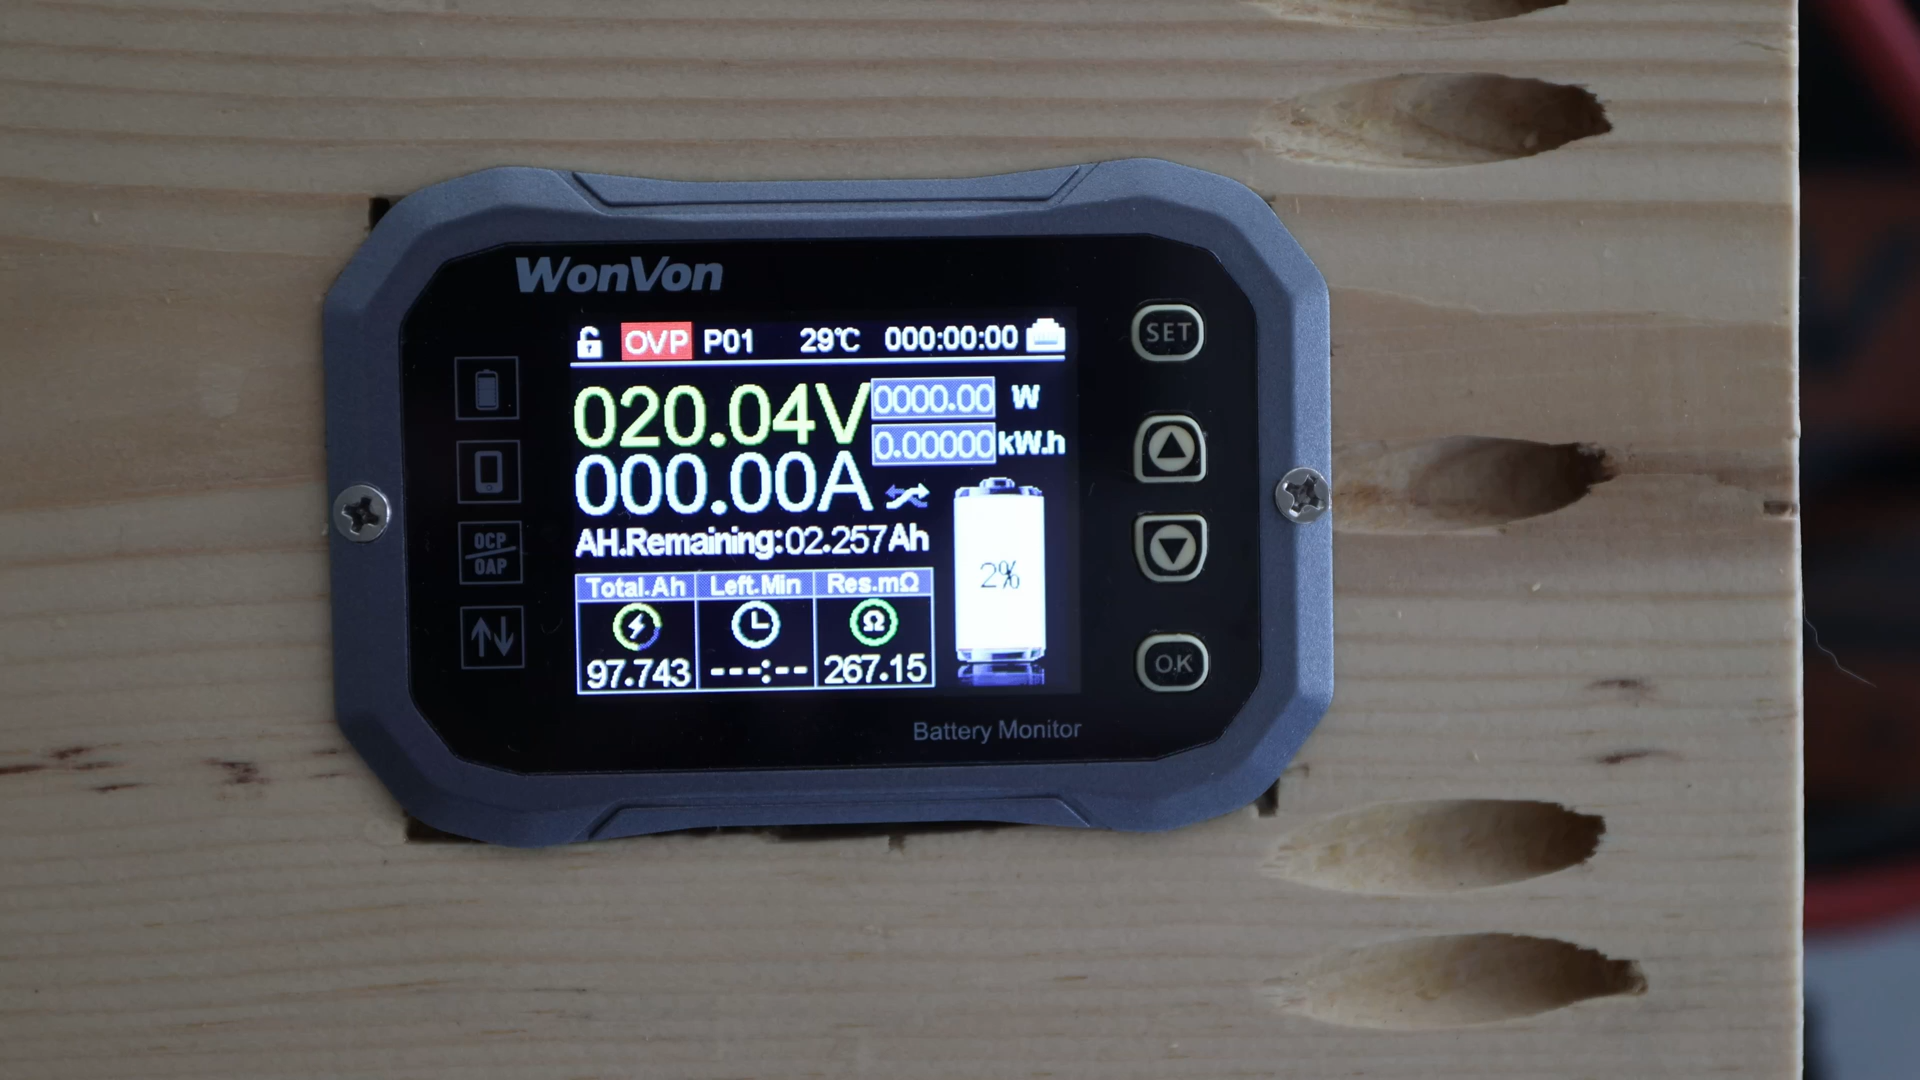 WonVon
OVP P01 29℃ 000:00:00
SET
020.04V 0000.00 W
0.00000 kW.h
000.00A
AH.Remaining:02.257Ah
2%
OCP
OAP
Total.Ah Left.Min Res.mΩ
Ω
97.743 ---:-- 267.15
OK
Battery Monitor